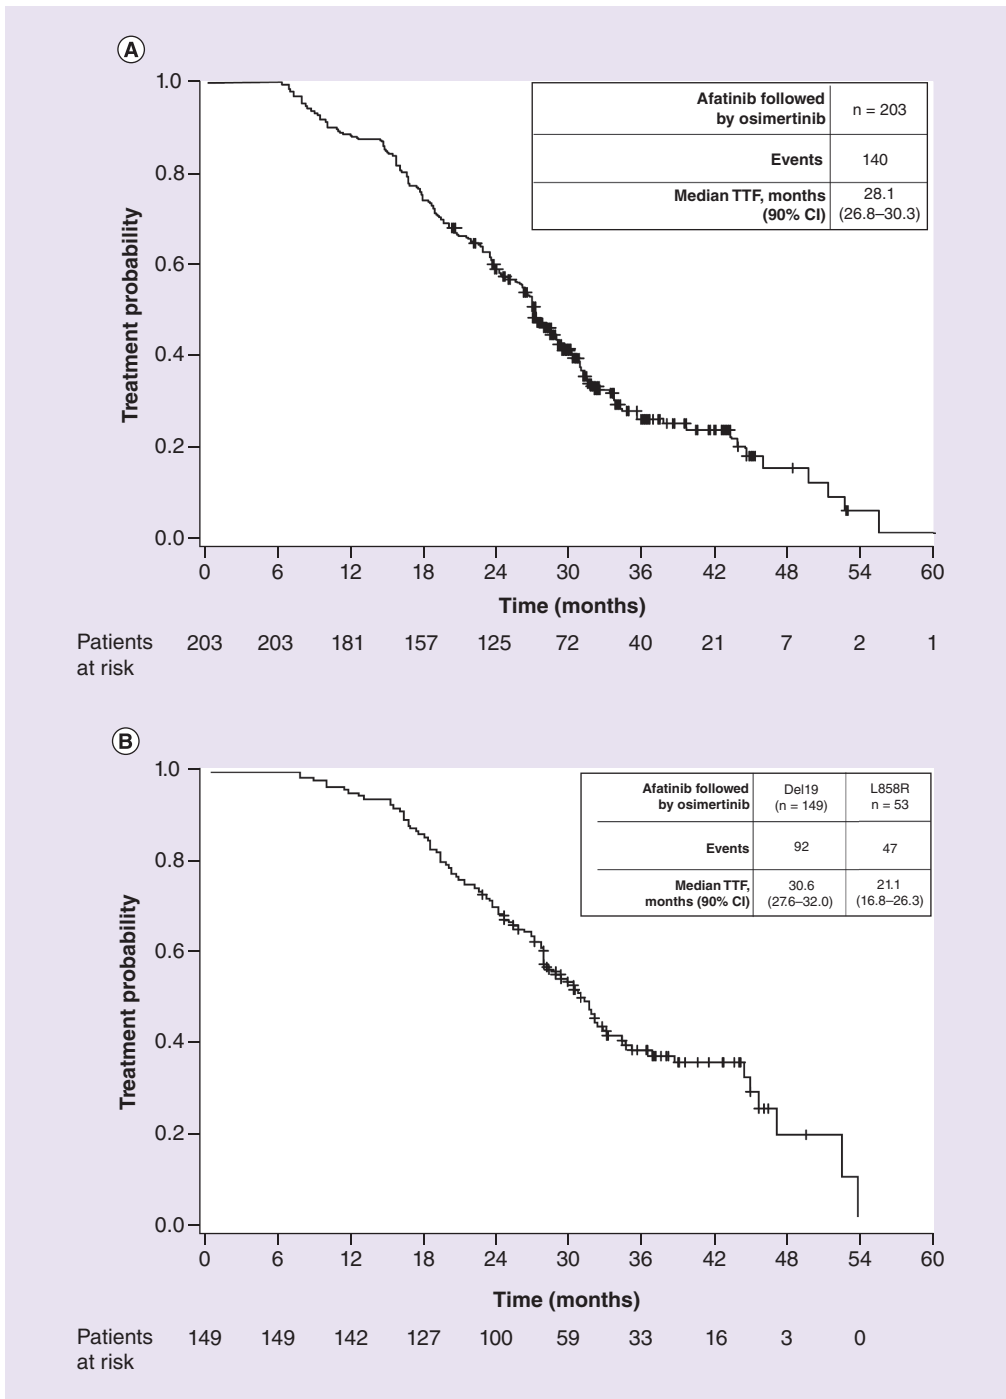 A
1.0
0.8
0.6
0.4
0.2
0.0
Treatment probability
Afatinib followed
by osimertinib
n = 203
Events
140
Median TTF, months
(90% CI)
28.1
(26.8–30.3)
0 6 12 18 24 30 36 42 48 54 60
Time (months)
Patients
at risk
203 203 181 157 125 72 40 21 7 2 1
B
1.0
0.8
0.6
0.4
0.2
0.0
Treatment probability
Afatinib followed
by osimertinib
Del19
(n = 149)
L858R
n = 53
Events
92
47
Median TTF,
months (90% CI)
30.6
(27.6–32.0)
21.1
(16.8–26.3)
0 6 12 18 24 30 36 42 48 54 60
Time (months)
Patients
at risk
149 149 142 127 100 59 33 16 3 0